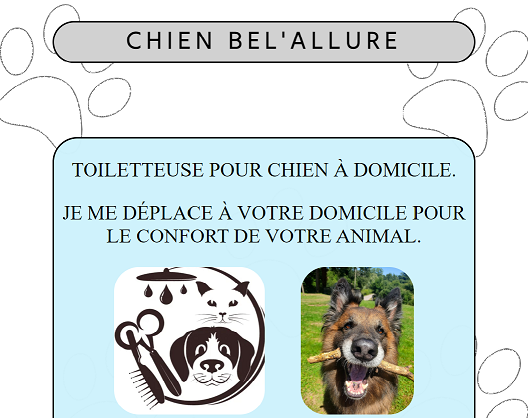 CHIEN BEL'ALLURE
TOILETTEUSE POUR CHIEN À DOMICILE.
JE ME DÉPLACE À VOTRE DOMICILE POUR
LE CONFORT DE VOTRE ANIMAL.